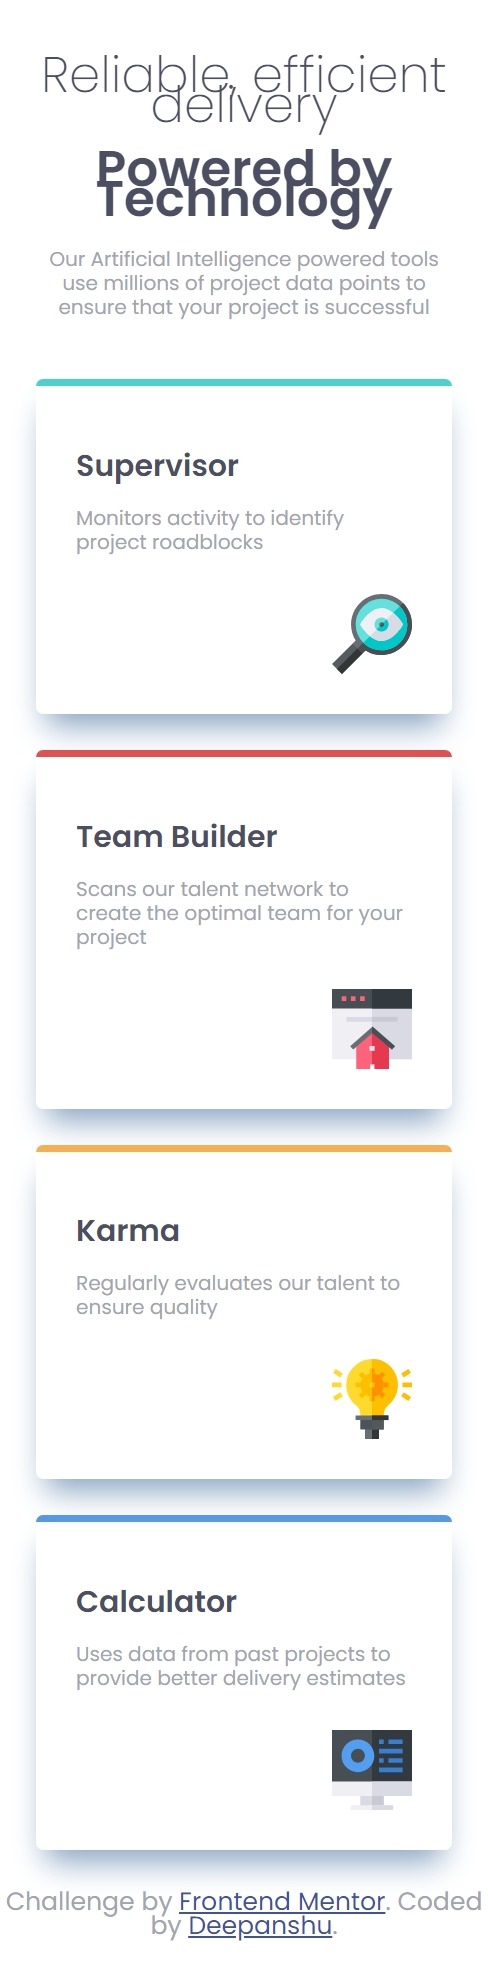 Reliable, efficient
delivery
Powered by
Technology
Our Artificial Intelligence powered tools
use millions of project data points to
ensure that your project is successful
Supervisor
Monitors activity to identify
project roadblocks
Team Builder
Scans our talent network to
create the optimal team for your
project
Karma
Regularly evaluates our talent to
ensure quality
Calculator
Uses data from past projects to
provide better delivery estimates
Challenge by Frontend Mentor. Coded
by Deepanshu.